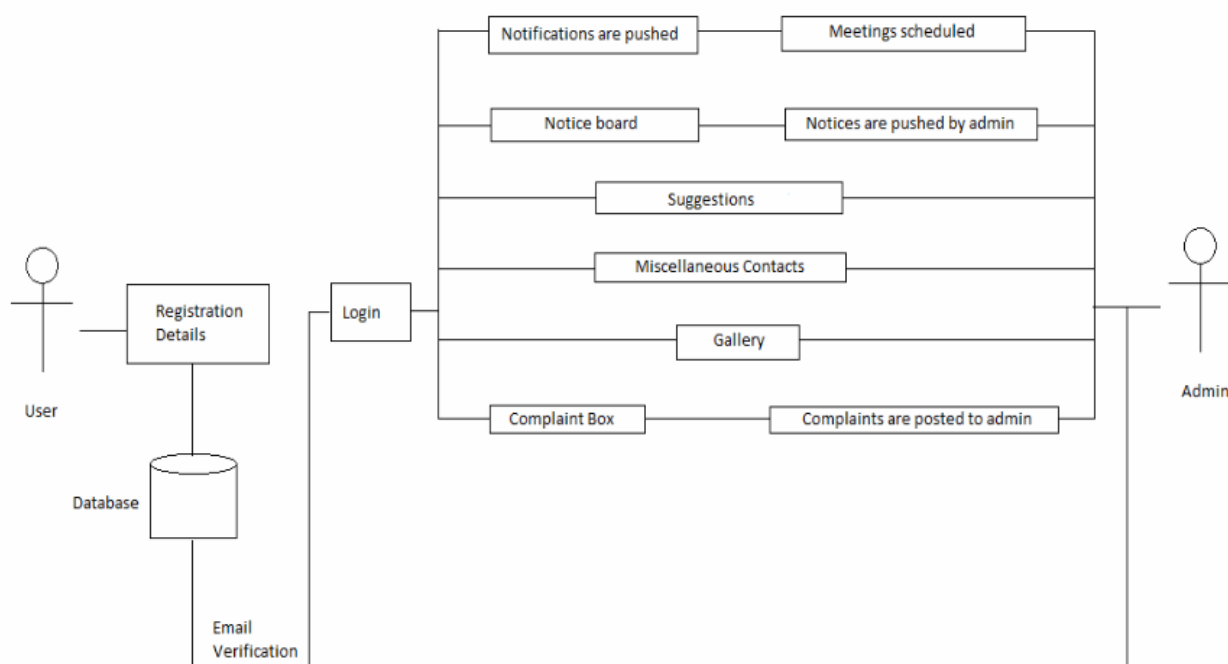 Notifications are pushed
Meetings scheduled
Notice board
Notices are pushed by admin
Suggestions
Miscellaneous Contacts
Registration
Details
Login
Gallery
User
Admin
Complaint Box
Complaints are posted to admin
Database
Email
Verification